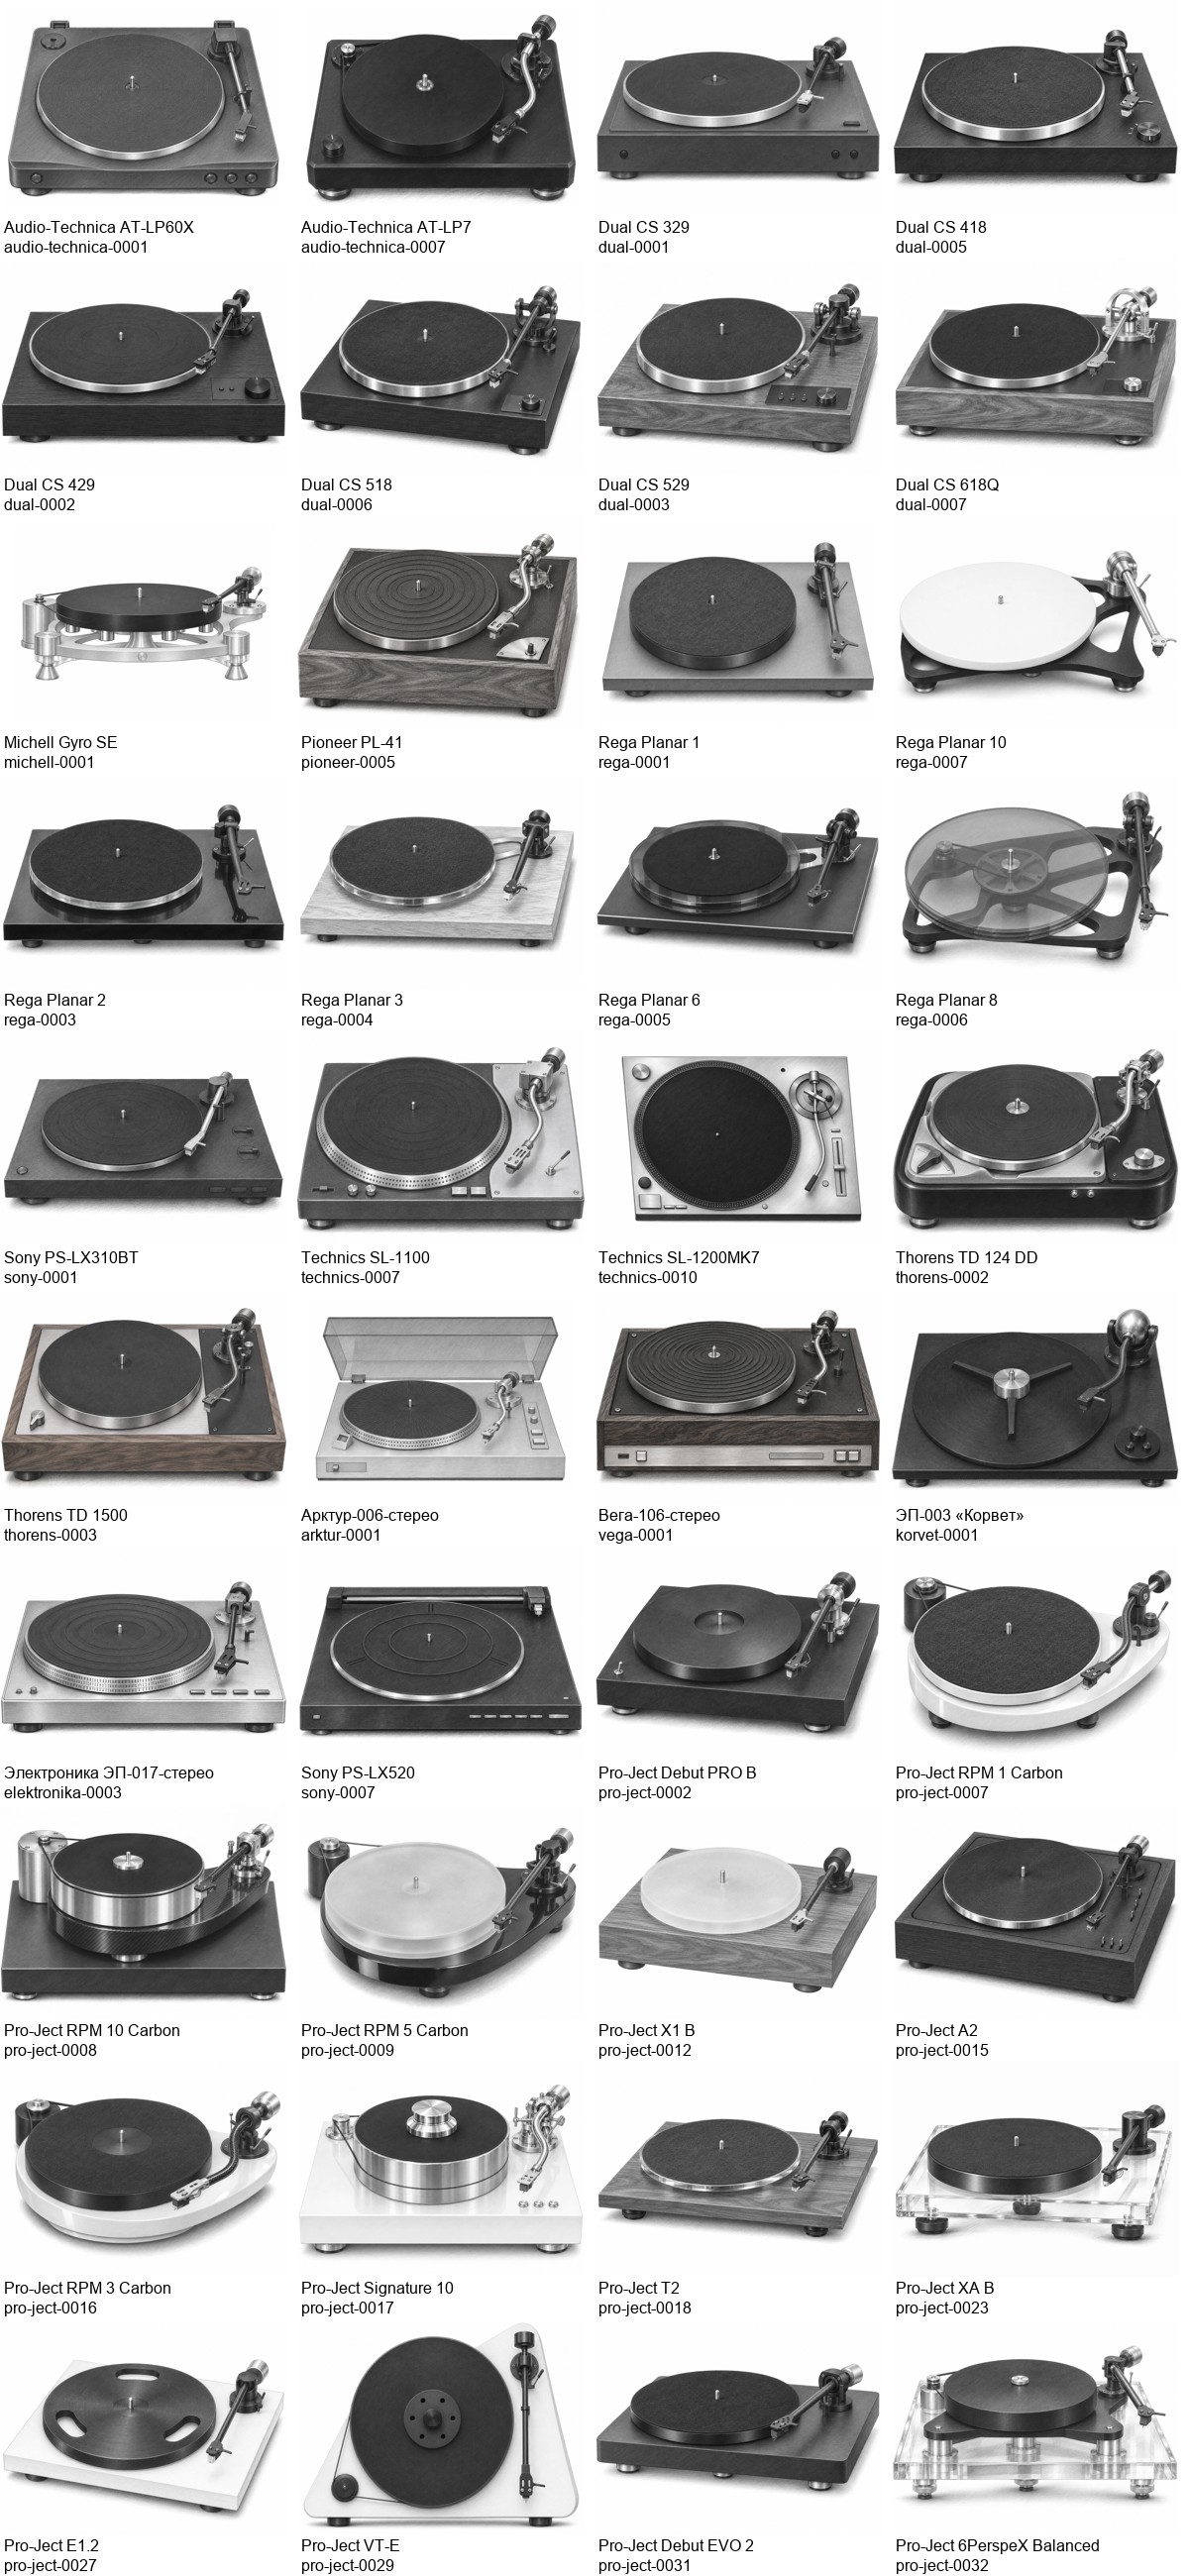 Audio-Technica AT-LP60X
audio-technica-0001
Audio-Technica AT-LP7
audio-technica-0007
Dual CS 329
dual-0001
Dual CS 418
dual-0005
Dual CS 429
dual-0002
Dual CS 518
dual-0006
Dual CS 529
dual-0003
Dual CS 618Q
dual-0007
Michell Gyro SE
michell-0001
Pioneer PL-41
pioneer-0005
Rega Planar 1
rega-0001
Rega Planar 10
rega-0007
Rega Planar 2
rega-0003
Rega Planar 3
rega-0004
Rega Planar 6
rega-0005
Rega Planar 8
rega-0006
Sony PS-LX310BT
sony-0001
Technics SL-1100
technics-0007
Technics SL-1200MK7
technics-0010
Thorens TD 124 DD
thorens-0002
Thorens TD 1500
thorens-0003
Арктур-006-стерео
arktur-0001
Вега-106-стерео
vega-0001
ЭП-003 «Корвет»
korvet-0001
Электроника ЭП-017-стерео
elektronika-0003
Sony PS-LX520
sony-0007
Pro-Ject Debut PRO B
pro-ject-0002
Pro-Ject RPM 1 Carbon
pro-ject-0007
Pro-Ject RPM 10 Carbon
pro-ject-0008
Pro-Ject RPM 5 Carbon
pro-ject-0009
Pro-Ject X1 B
pro-ject-0012
Pro-Ject A2
pro-ject-0015
Pro-Ject RPM 3 Carbon
pro-ject-0016
Pro-Ject Signature 10
pro-ject-0017
Pro-Ject T2
pro-ject-0018
Pro-Ject XA B
pro-ject-0023
Pro-Ject E1.2
pro-ject-0027
Pro-Ject VT-E
pro-ject-0029
Pro-Ject Debut EVO 2
pro-ject-0031
Pro-Ject 6PerspeX Balanced
pro-ject-0032